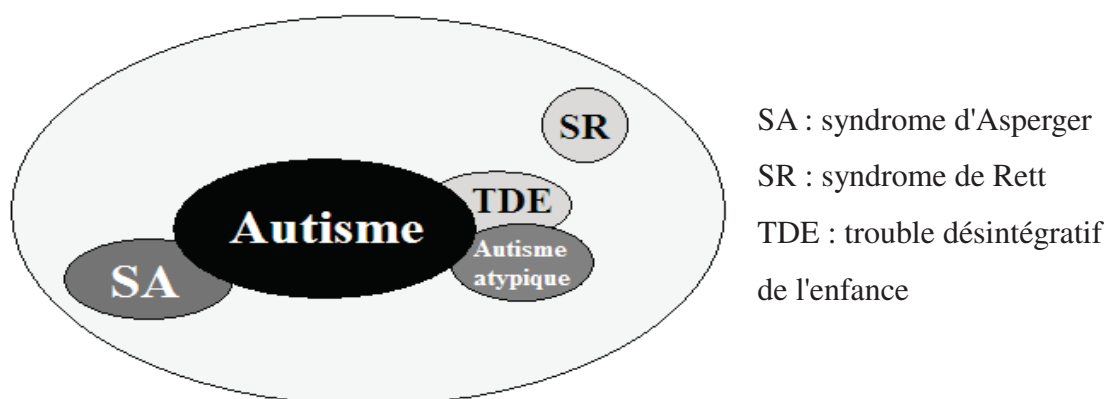 SR
TDE
Autisme
Autisme
atypique
SA
SA : syndrome d'Asperger
SR : syndrome de Rett
TDE : trouble désintégratif
de l'enfance